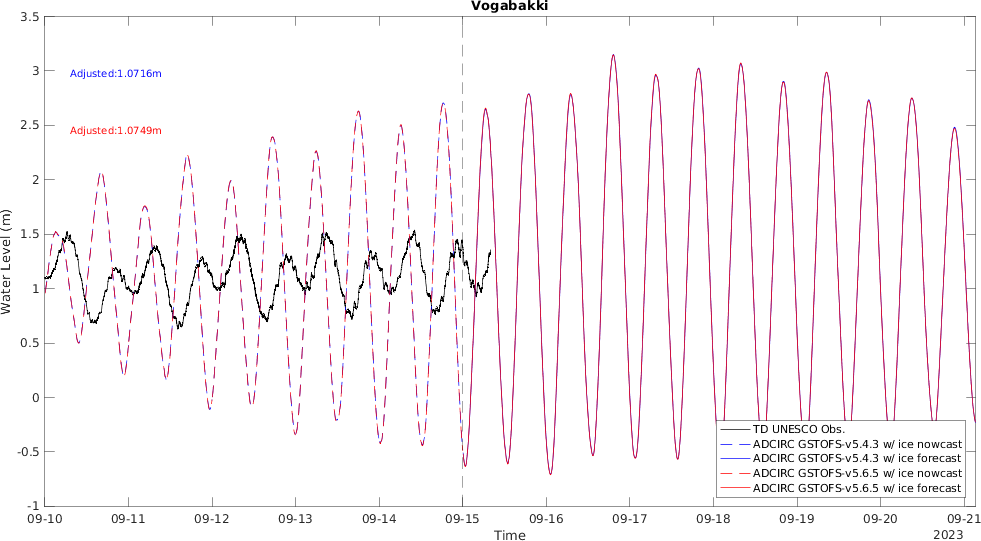 Vogabakki
3.5
3
2.5
2
1.5
1
0.5
0
-0.5
-1
Water Level (m)
Adjusted:1.0716m
Adjusted:1.0749m
TD UNESCO Obs.
ADCIRC GSTOFS-v5.4.3 w/ ice nowcast
ADCIRC GSTOFS-v5.4.3 w/ ice forecast
ADCIRC GSTOFS-v5.6.5 w/ ice nowcast
ADCIRC GSTOFS-v5.6.5 w/ ice forecast
09-10 09-11 09-12 09-13 09-14 09-15 09-16 09-17 09-18 09-19 09-20 09-21
Time
2023